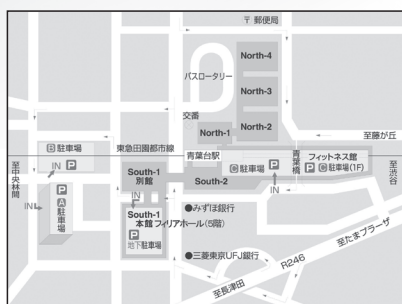 〒 郵便局
North-4
バスロータリー
North-3
交番
North-1
North-2
Ⓑ 駐車場
P
IN
東急田園都市線
青葉台駅
Ⓒ 駐車場
P
IN
青葉橋
フィットネス館
P Ⓒ 駐車場(1F)
至藤が丘
至渋谷
至中央林間
South-1
別館
South-2
IN
P
Ⓐ 駐車場
IN
South-1
本館フィリアホール(5階)
P
地下駐車場
●みずほ銀行
●三菱東京UFJ銀行
至長津田
R246
至たまプラーザ